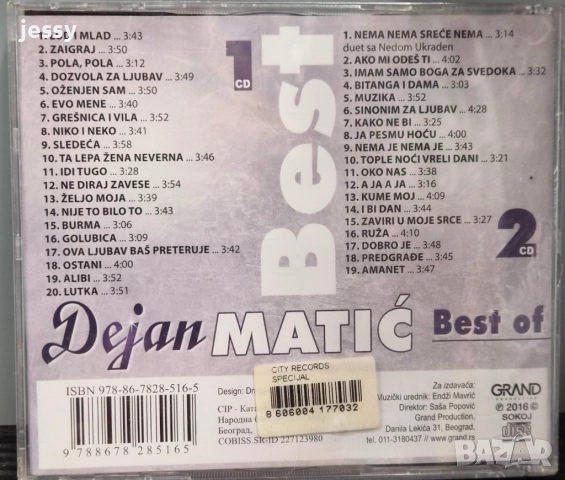 jessy
1. LUD I MLAD ... 3:43
2. ZAIGRAJ ... 3:50
3. POLA, POLA ... 3:12
4. DOZVOLA ZA LJUBAV ... 3:49
5. OŽENJEN SAM ... 3:50
6. EVO MENE ... 3:40
7. GREŠNICA I VILA ... 3:52
8. NIKO I NEKO ... 3:41
9. SLEDEĆA ... 3:58
10. TA LEPA ŽENA NEVERNA ... 3:46
11. IDI TUGO ... 3:28
12. NE DIRAJ ZAVESE ... 3:54
13. ŽELJO MOJA ... 3:39
14. NIJE TO BILO TO ... 3:43
15. BURMA ... 3:06
16. GOLUBICA ... 3:09
17. OVA LJUBAV BAŠ PRETERUJE ... 3:42
18. OSTANI ... 4:00
19. ALIBI ... 3:52
20. LUTKA ... 3:51
1
CD
Best
1. NEMA NEMA SREĆE NEMA ... 3:14
duet sa Nedom Ukraden
2. AKO MI ODEŠ TI ... 4:02
3. IMAM SAMO BOGA ZA SVEDOKA ... 3:32
4. BITANGA I DAMA ... 3:03
5. MUZIKA ... 3:52
6. SINONIM ZA LJUBAV ... 4:28
7. KAKO NE BI ... 3:25
8. JA PESMU HOĆU ... 4:00
9. NEMA JE NEMA JE ... 3:43
10. TOPLE NOĆI VRELI DANI ... 3:21
11. OKO NAS ... 3:38
12. A JA A JA ... 3:16
13. KUME MOJ ... 4:09
14. I BI DAN ... 3:44
15. ZAVIRI U MOJE SRCE ... 3:27
16. RUŽA ... 4:10
17. DOBRO JE ... 3:48
18. PREDGRAĐE ... 3:45
19. AMANET ... 3:47
2
CD
Dejan MATIĆ Best of
ISBN 978-86-7828-516-5
9 788678 285165
Design:
CIP - Ката
Народна
Београд,
COBISS.SR-ID 227123980
CITY RECORDS
SPECIJAL
8 606004 177032
Za izdavača:
Muzički urednik: Endži Mavrić
Direktor: Saša Popović
Grand Production,
Danila Lekića 31, Beograd,
tel. 011-3180437 // www.grand.rs
GRAND
PRODUCTION
℗ 2016 ©
SOKOJ
bazar